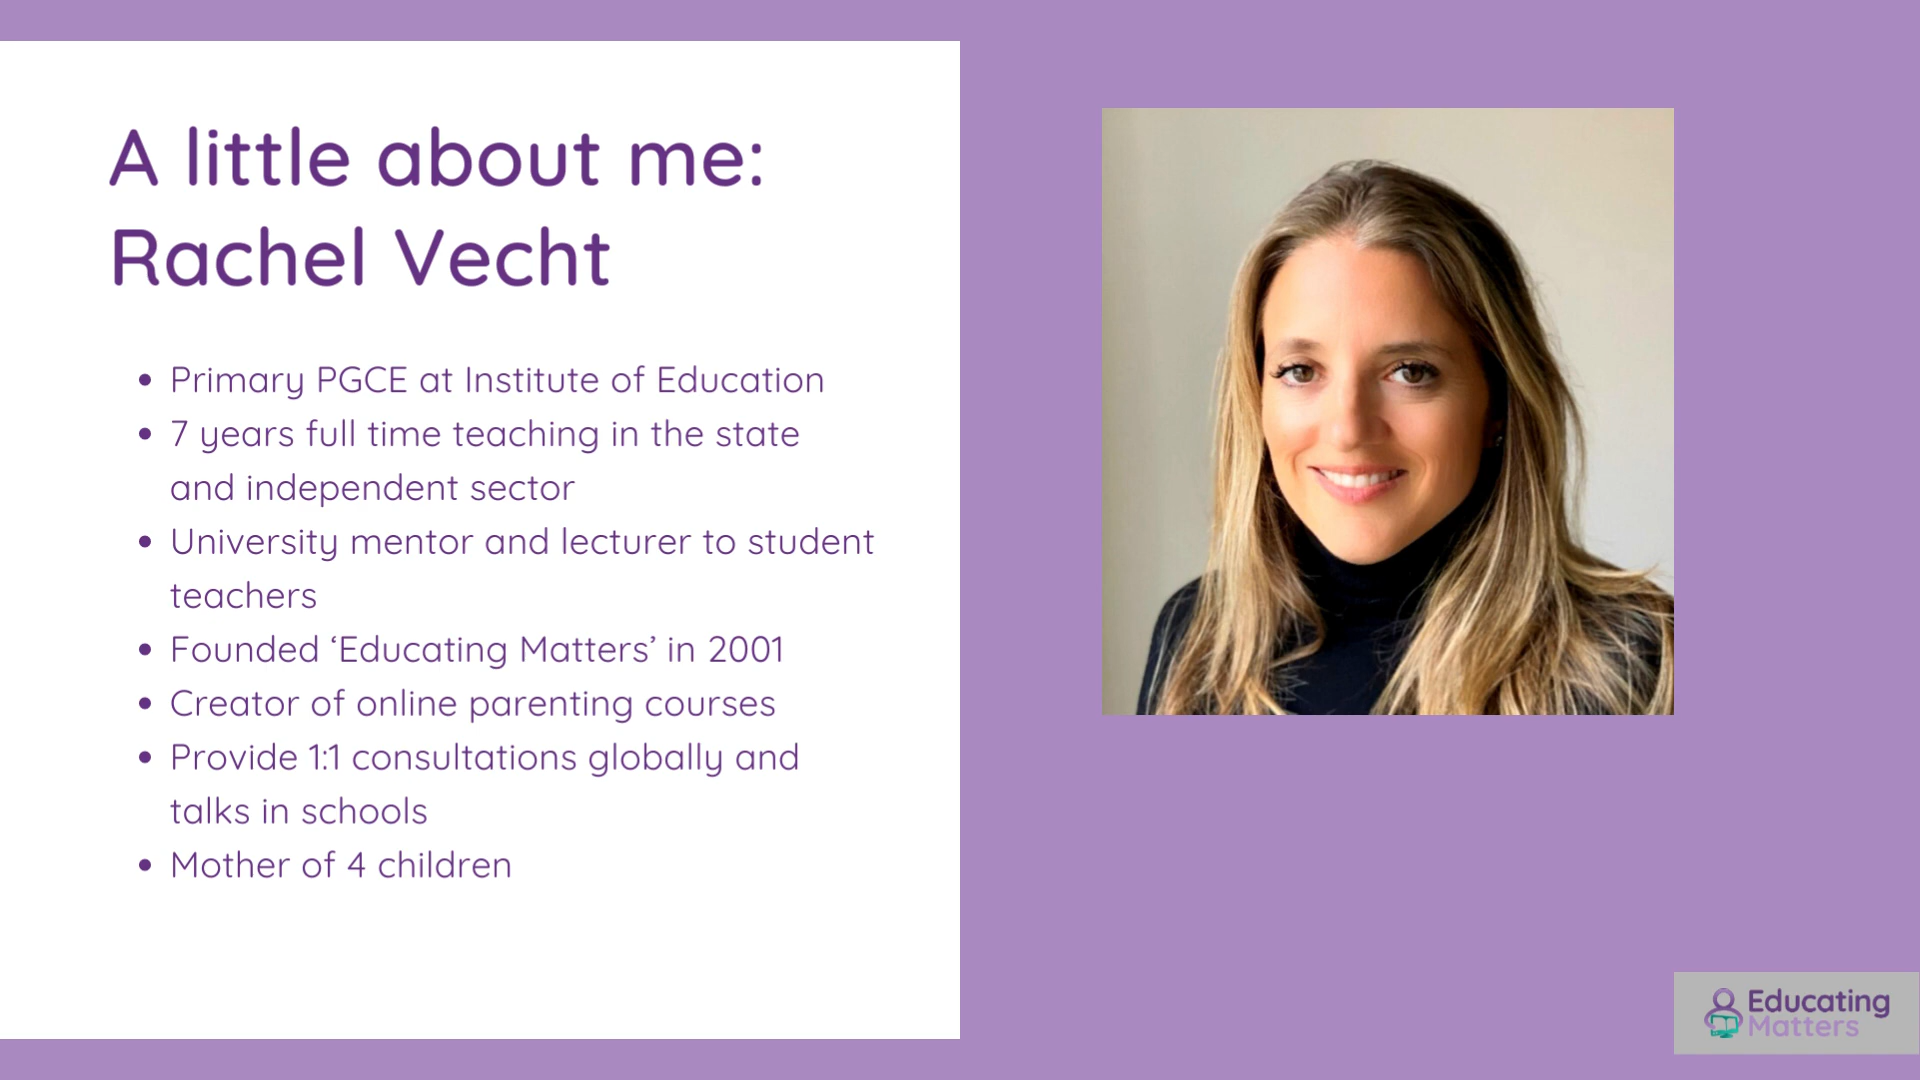 A little about me:
Rachel Vecht
• Primary PGCE at Institute of Education
• 7 years full time teaching in the state
and independent sector
• University mentor and lecturer to student
teachers
• Founded ‘Educating Matters’ in 2001
• Creator of online parenting courses
• Provide 1:1 consultations globally and
talks in schools
• Mother of 4 children
Educating
Matters